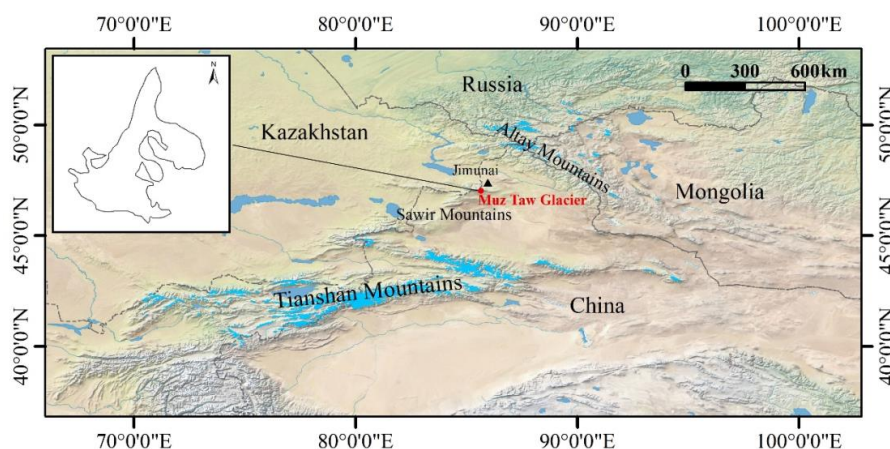 70°0'0"E 80°0'0"E 90°0'0"E 100°0'0"E
N
Russia
0 300 600km
50°0'0"N
50°0'0"N
Kazakhstan
Altay Mountains
Jimunai
Mongolia
Muz Taw Glacier
Sawir Mountains
45°0'0"N
45°0'0"N
Tianshan Mountains
China
40°0'0"N
40°0'0"N
70°0'0"E 80°0'0"E 90°0'0"E 100°0'0"E